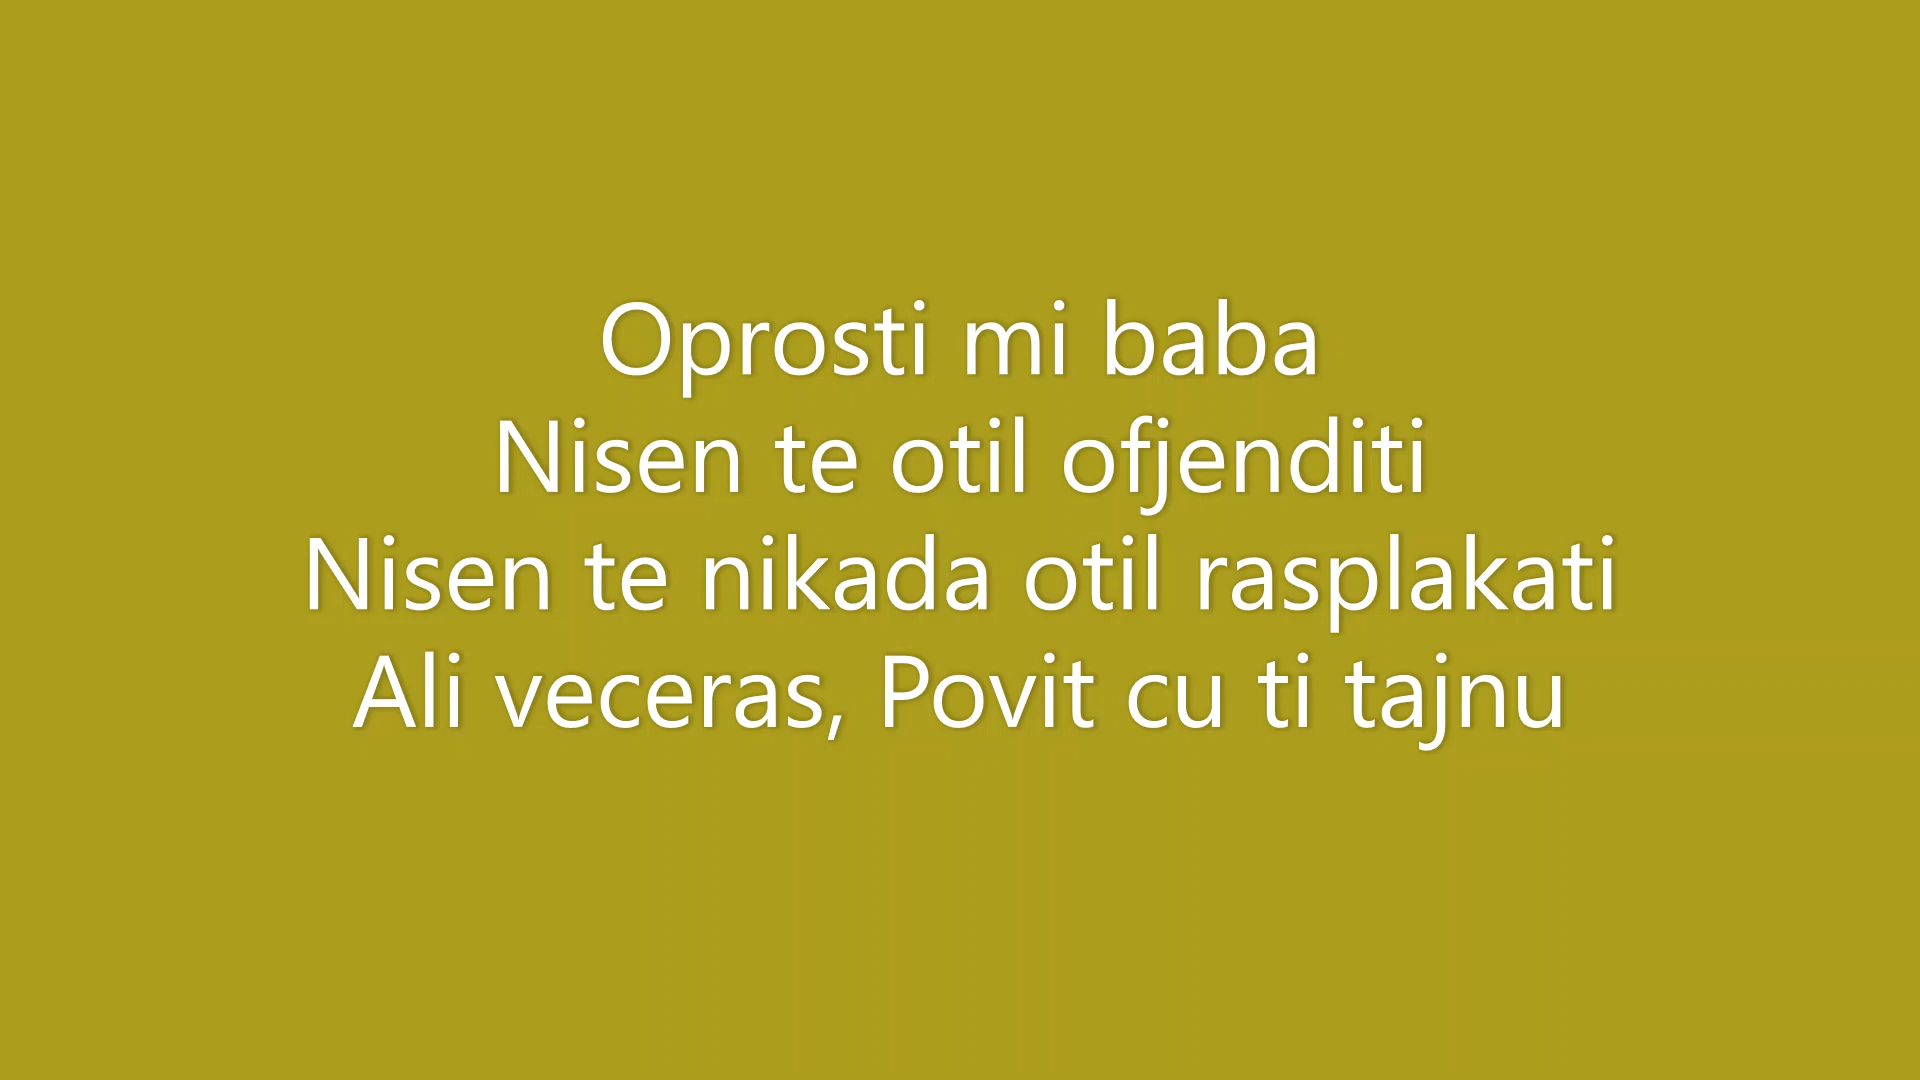 Oprosti mi baba
Nisen te otil ofjenditi
Nisen te nikada otil rasplakati
Ali veceras, Povit cu ti tajnu